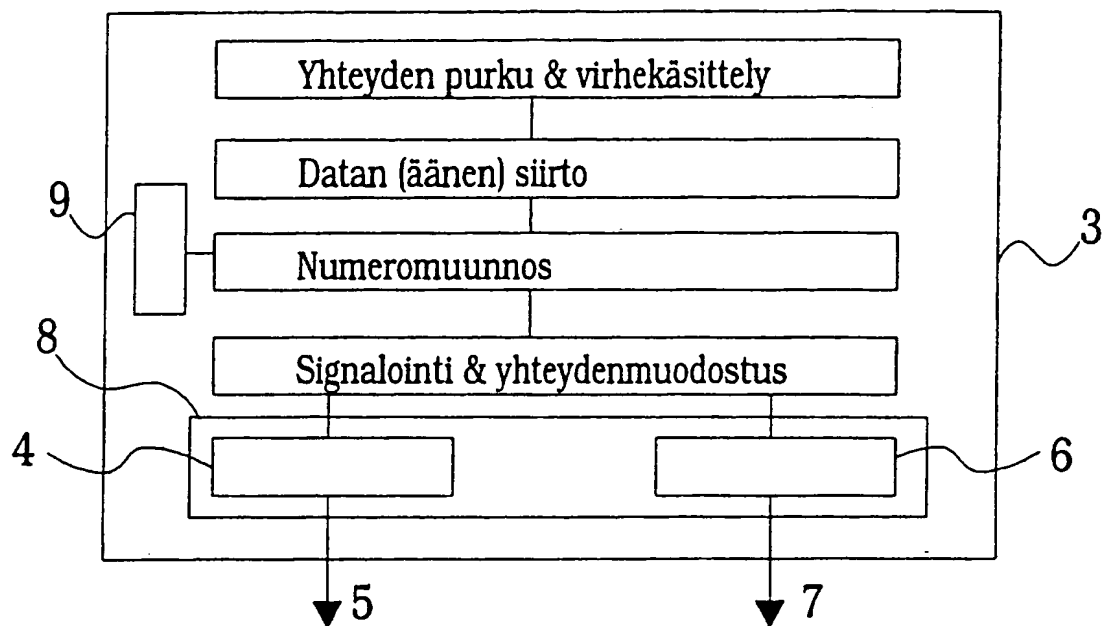 Yhteyden purku & virhekäsittely
Datan (äänen) siirto
9
3
Numeromuunnos
8
Signalointi & yhteydenmuodostus
4
6
5
7